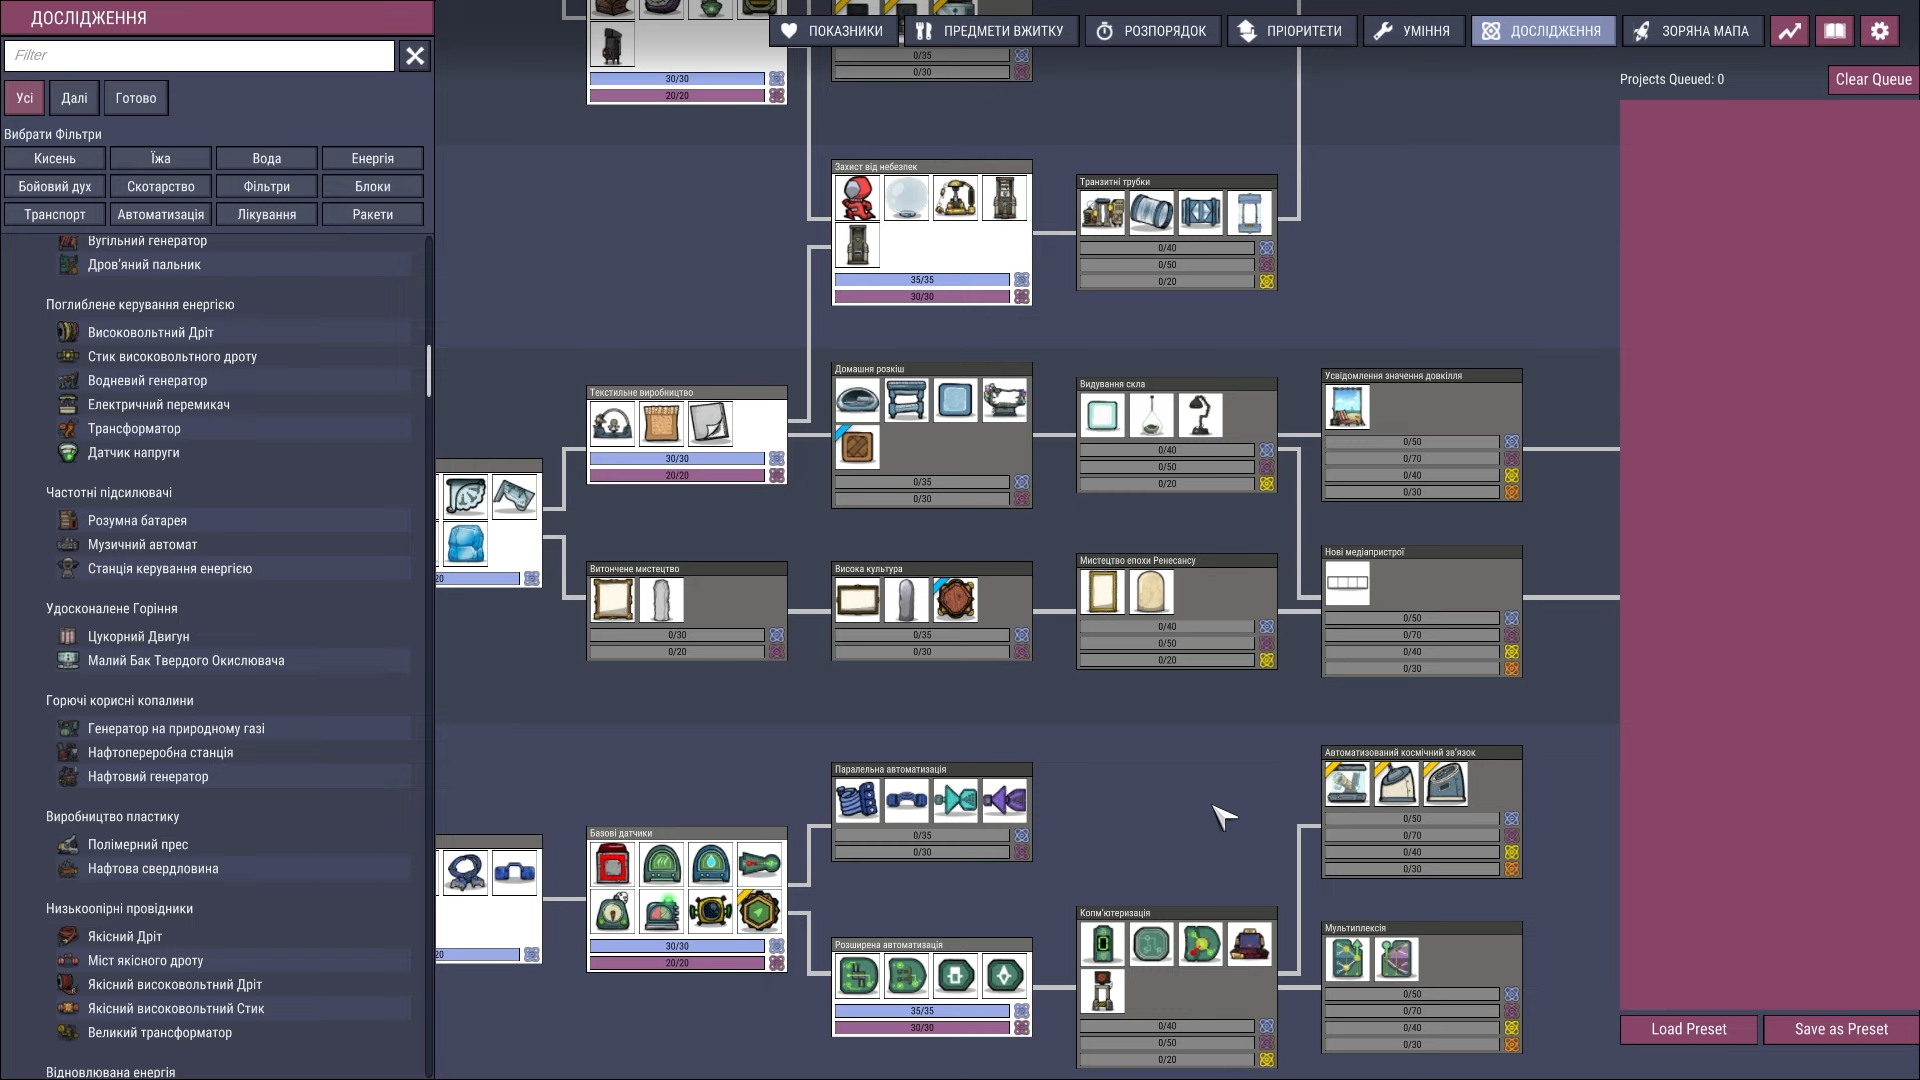 ДОСЛІДЖЕННЯ
ПОКАЗНИКИ
ПРЕДМЕТИ ВЖИТКУ
РОЗПОРЯДОК
ПРІОРИТЕТИ
УМІННЯ
ДОСЛІДЖЕННЯ
ЗОРЯНА МАПА
Filter
Усі
Далі
Готово
Вибрати Фільтри
Кисень
Їжа
Вода
Енергія
Бойовий дух
Скотарство
Фільтри
Блоки
Транспорт
Автоматизація
Лікування
Ракети
Вугільний генератор
Дров'яний пальник
Поглиблене керування енергією
Високовольтний Дріт
Стик високовольтного дроту
Водневий генератор
Електричний перемикач
Трансформатор
Датчик напруги
Частотні підсилювачі
Розумна батарея
Музичний автомат
Станція керування енергією
Удосконалене Горіння
Цукорний Двигун
Малий Бак Твердого Окислювача
Горючі корисні копалини
Генератор на природному газі
Нафтопереробна станція
Нафтовий генератор
Виробництво пластику
Полімерний прес
Нафтова свердловина
Низькоопірні провідники
Якісний Дріт
Міст якісного дроту
Якісний високовольтний Дріт
Якісний високовольтний Стик
Великий трансформатор
Відновлювана енергія
30/30
20/20
0/35
0/30
Захист від небезпек
35/35
30/30
Транзитні трубки
0/40
0/50
0/20
Текстильне виробництво
30/30
20/20
Домашня розкіш
0/35
0/30
Видування скла
0/40
0/50
0/20
Усвідомлення значення довкілля
0/50
0/70
0/40
0/30
20
Витончене мистецтво
0/30
0/20
Висока культура
0/35
0/30
Мистецтво епохи Ренесансу
0/40
0/50
0/20
Нові медіапристрої
0/50
0/70
0/40
0/30
20
Базові датчики
30/30
20/20
Паралельна автоматизація
0/35
0/30
Розширена автоматизація
35/35
30/30
Копм'ютеризація
0/40
0/50
0/20
Автоматизований космічний зв'язок
0/50
0/70
0/40
0/30
Мультиплексія
0/50
0/70
0/40
0/30
Projects Queued: 0
Clear Queue
Load Preset
Save as Preset